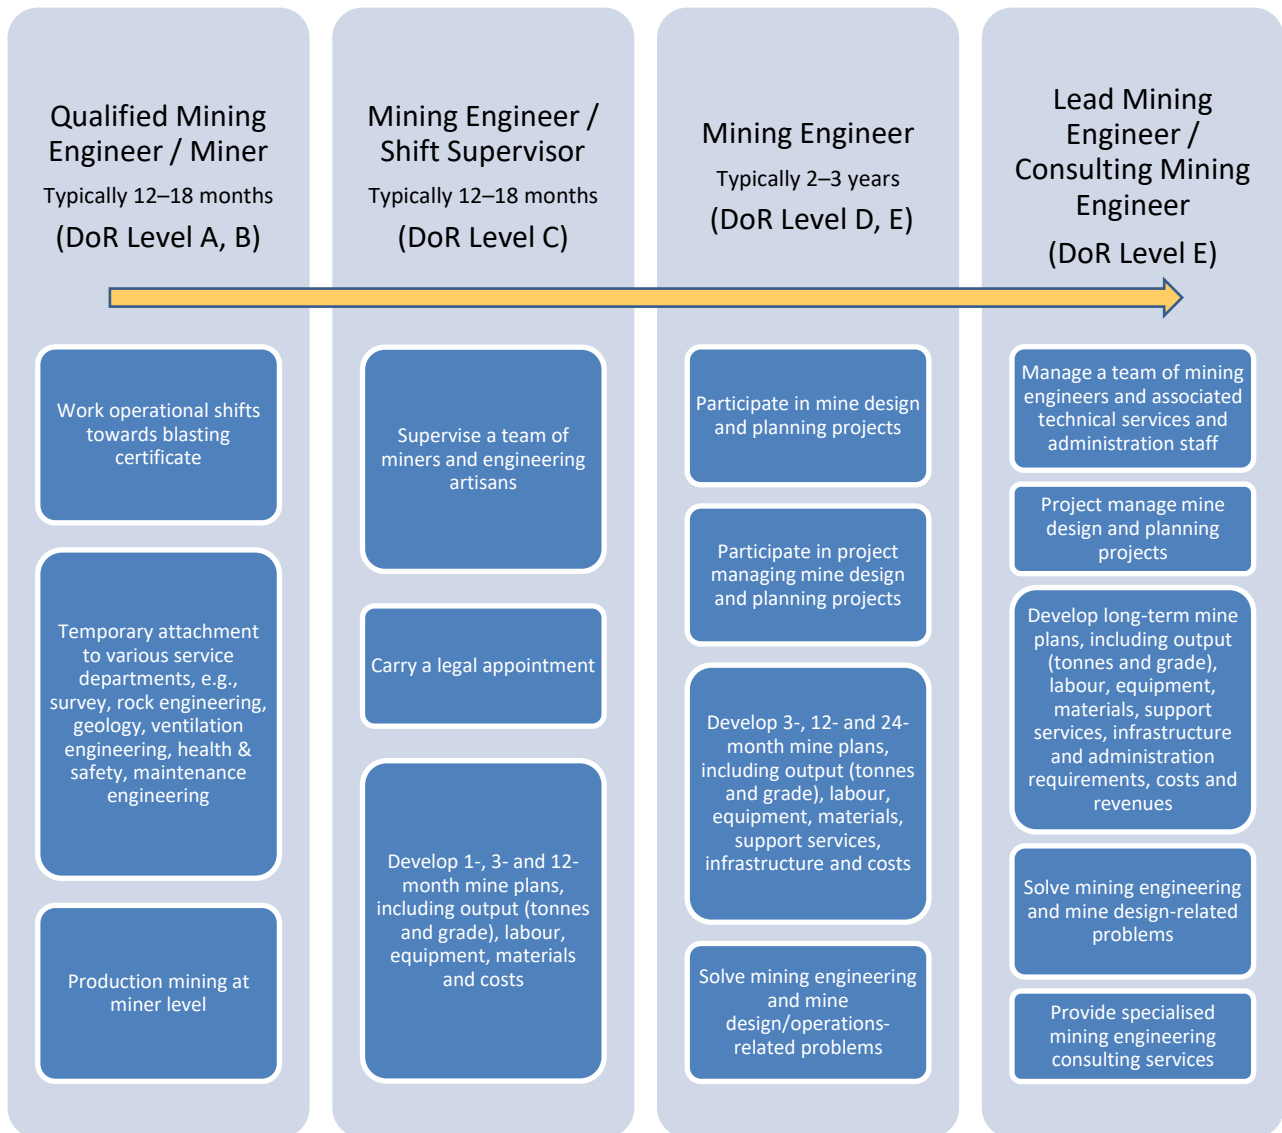 Qualified Mining
Engineer / Miner
Typically 12–18 months
(DoR Level A, B)
Work operational shifts
towards blasting
certificate
Temporary attachment
to various service
departments, e.g.,
survey, rock engineering,
geology, ventilation
engineering, health &
safety, maintenance
engineering
Production mining at
miner level
Mining Engineer /
Shift Supervisor
Typically 12–18 months
(DoR Level C)
Supervise a team of
miners and engineering
artisans
Carry a legal appointment
Develop 1-, 3- and 12-
month mine plans,
including output (tonnes
and grade), labour,
equipment, materials
and costs
Mining Engineer
Typically 2–3 years
(DoR Level D, E)
Participate in mine design
and planning projects
Participate in project
managing mine design
and planning projects
Develop 3-, 12- and 24-
month mine plans,
including output (tonnes
and grade), labour,
equipment, materials,
support services,
infrastructure and costs
Solve mining engineering
and mine
design/operations-
related problems
Lead Mining
Engineer /
Consulting Mining
Engineer
(DoR Level E)
Manage a team of mining
engineers and associated
technical services and
administration staff
Project manage mine
design and planning
projects
Develop long-term mine
plans, including output
(tonnes and grade),
labour, equipment,
materials, support
services, infrastructure
and administration
requirements, costs and
revenues
Solve mining engineering
and mine design-related
problems
Provide specialised
mining engineering
consulting services